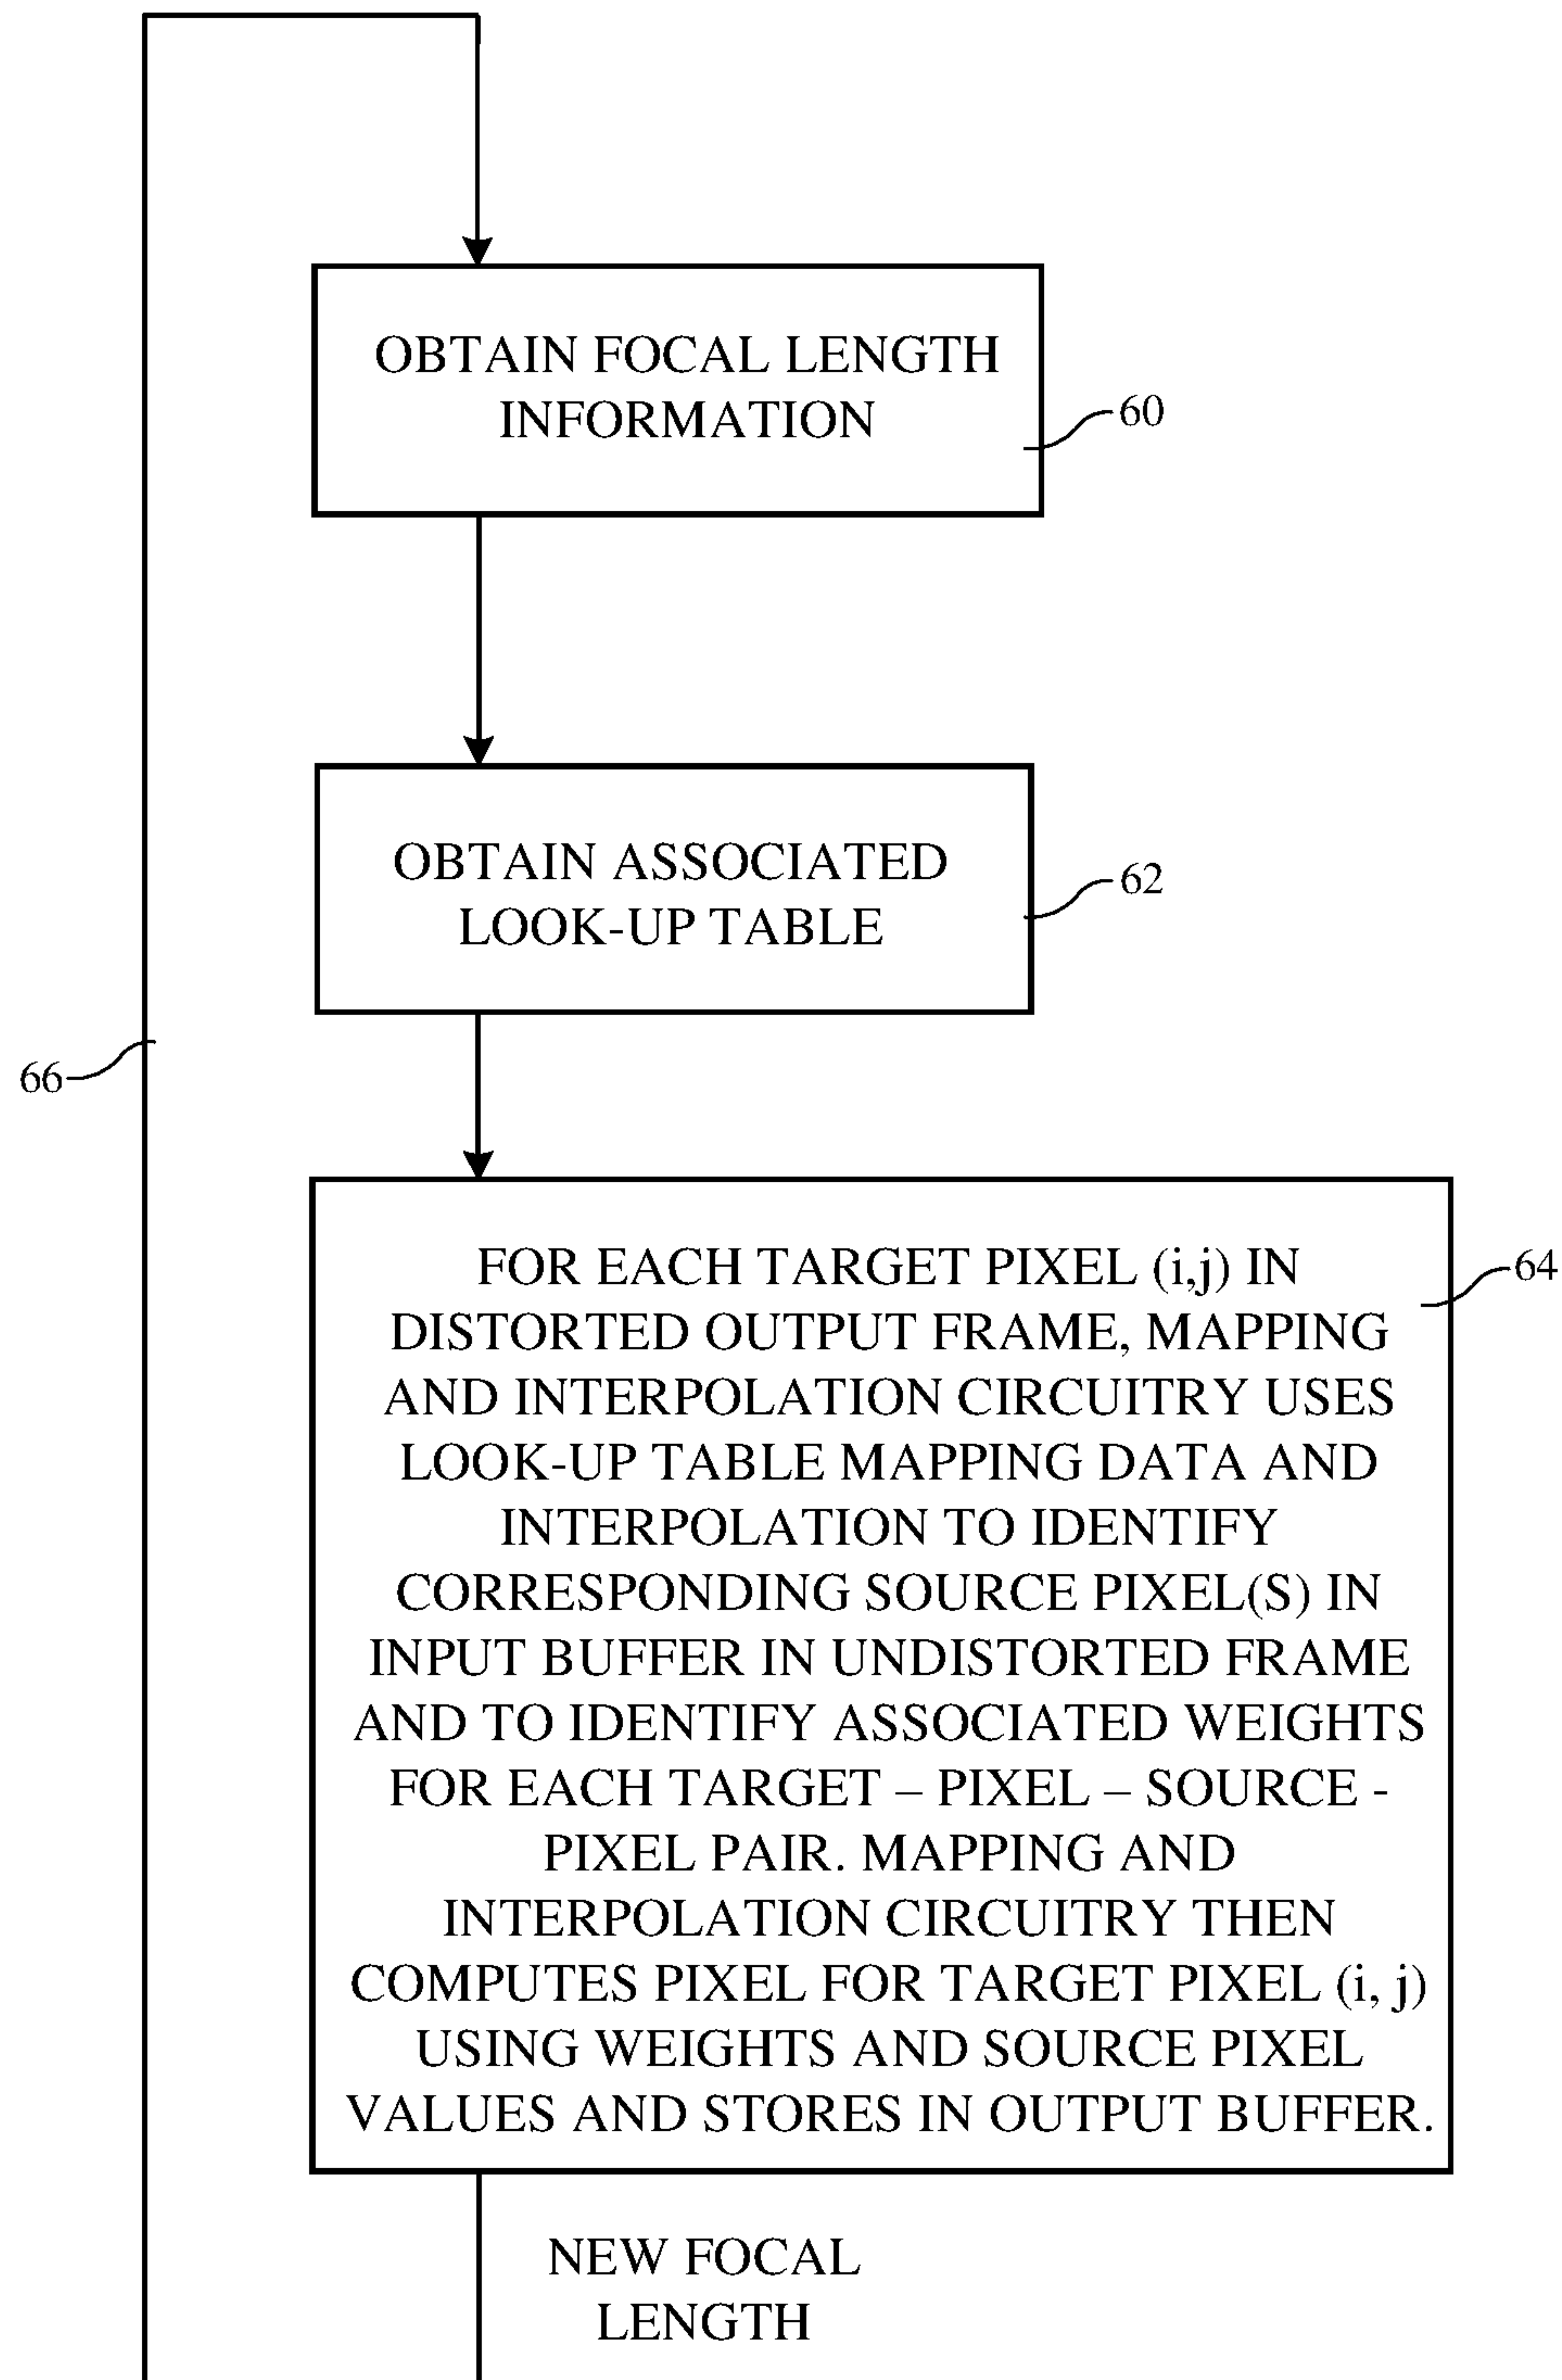 OBTAIN FOCAL LENGTH
INFORMATION
60
OBTAIN ASSOCIATED
LOOK-UP TABLE
62
66
FOR EACH TARGET PIXEL (i,j) IN
DISTORTED OUTPUT FRAME, MAPPING
AND INTERPOLATION CIRCUITRY USES
LOOK-UP TABLE MAPPING DATA AND
INTERPOLATION TO IDENTIFY
CORRESPONDING SOURCE PIXEL(S) IN
INPUT BUFFER IN UNDISTORTED FRAME
AND TO IDENTIFY ASSOCIATED WEIGHTS
FOR EACH TARGET – PIXEL – SOURCE -
PIXEL PAIR. MAPPING AND
INTERPOLATION CIRCUITRY THEN
COMPUTES PIXEL FOR TARGET PIXEL (i, j)
USING WEIGHTS AND SOURCE PIXEL
VALUES AND STORES IN OUTPUT BUFFER.
64
NEW FOCAL
LENGTH